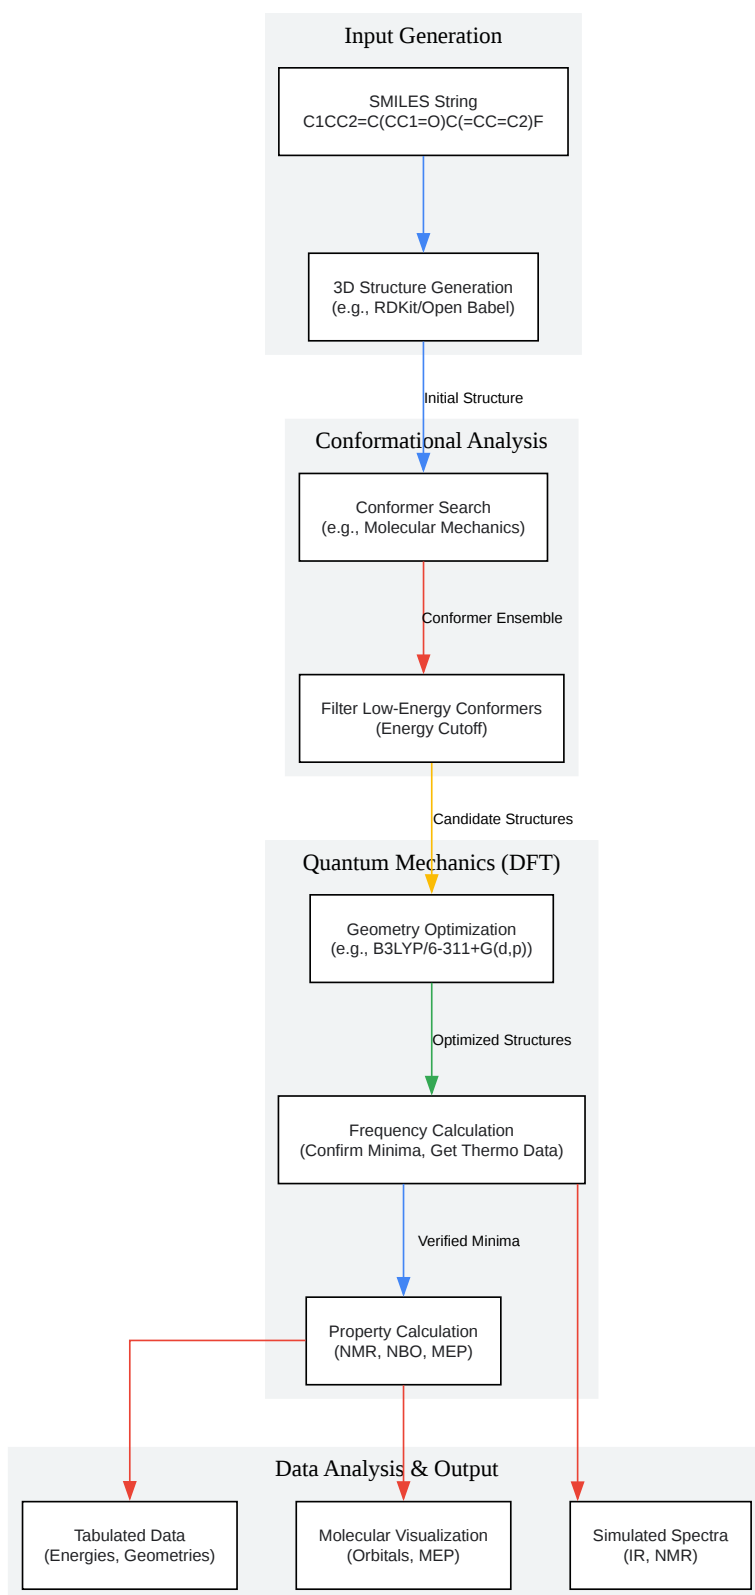 Input Generation
SMILES String
C1CC2=C(CC1=O)C(=CC=C2)F
3D Structure Generation
(e.g., RDKit/Open Babel)
Initial Structure
Conformational Analysis
Conformer Search
(e.g., Molecular Mechanics)
Conformer Ensemble
Filter Low-Energy Conformers
(Energy Cutoff)
Candidate Structures
Quantum Mechanics (DFT)
Geometry Optimization
(e.g., B3LYP/6-311+G(d,p))
Optimized Structures
Frequency Calculation
(Confirm Minima, Get Thermo Data)
Verified Minima
Property Calculation
(NMR, NBO, MEP)
Data Analysis & Output
Tabulated Data
(Energies, Geometries)
Molecular Visualization
(Orbitals, MEP)
Simulated Spectra
(IR, NMR)